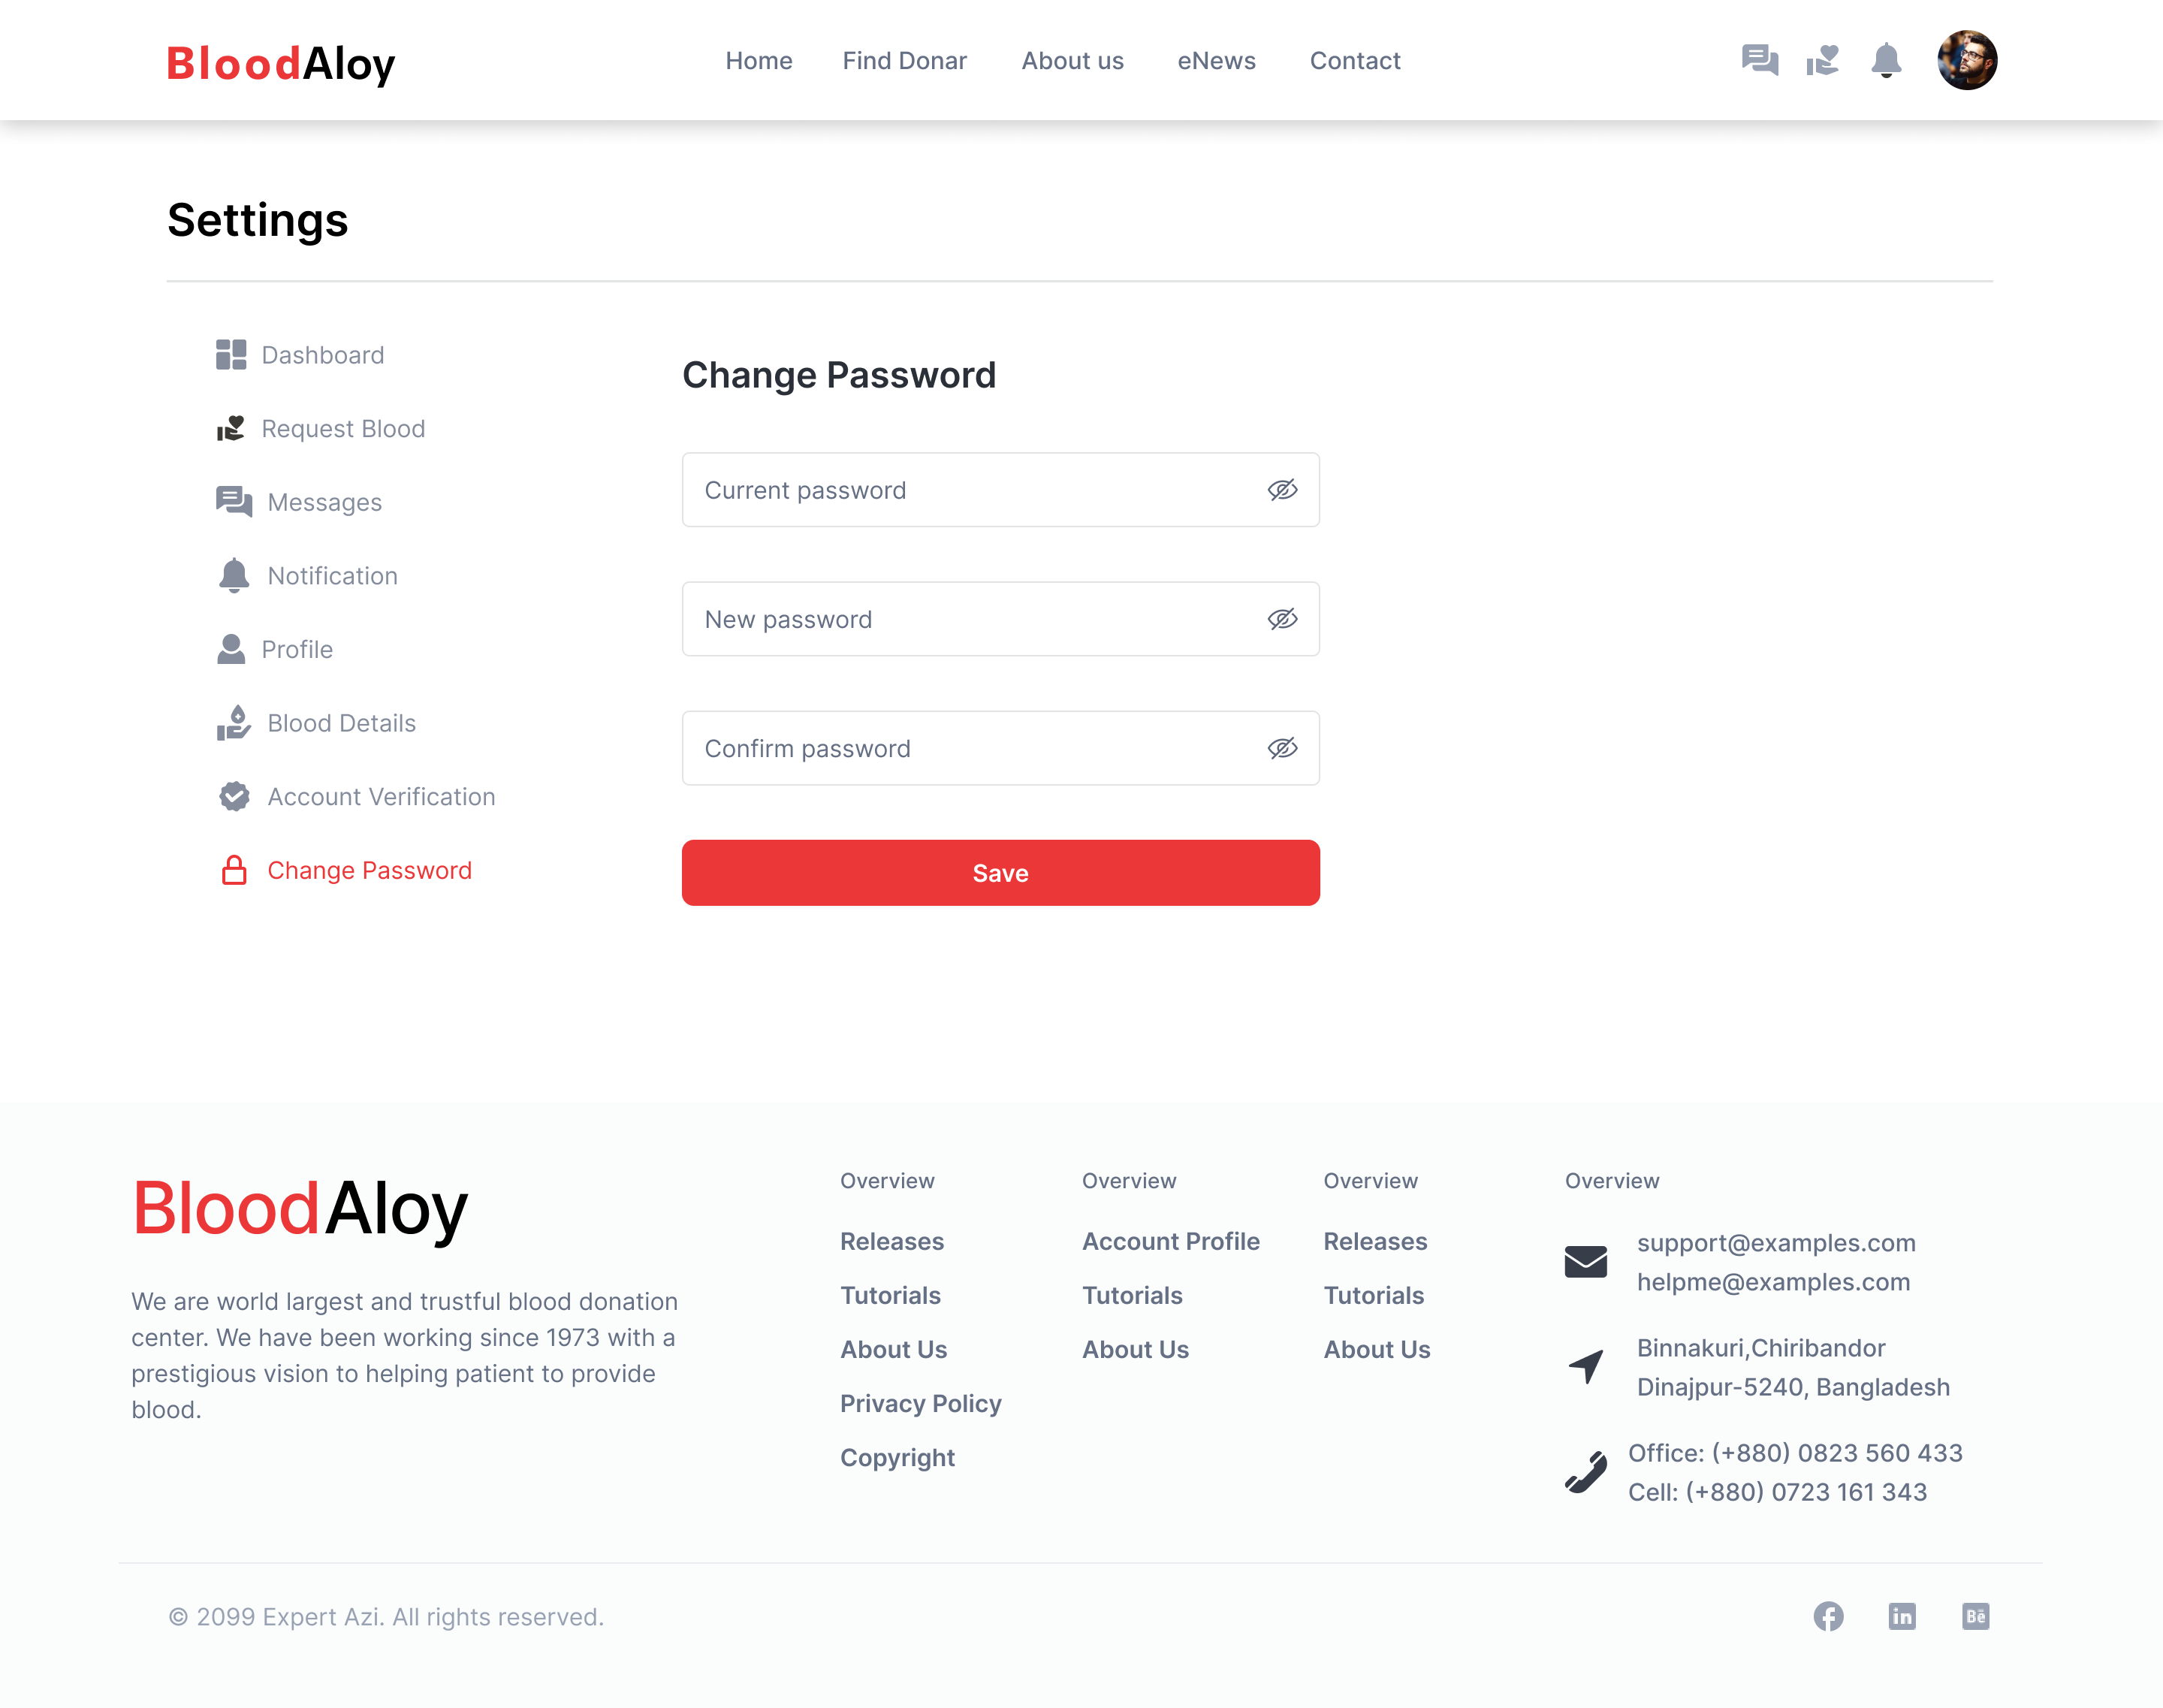 BloodAloy
Home Find Donar About us eNews Contact
Settings
Dashboard
Request Blood
Messages
Notification
Profile
Blood Details
Account Verification
Change Password
Change Password
Current password
New password
Confirm password
Save
BloodAloy
We are world largest and trustful blood donation
center. We have been working since 1973 with a
prestigious vision to helping patient to provide
blood.
Overview
Releases
Tutorials
About Us
Privacy Policy
Copyright
Overview
Account Profile
Tutorials
About Us
Overview
Releases
Tutorials
About Us
Overview
support@examples.com
helpme@examples.com
Binnakuri,Chiribandor
Dinajpur-5240, Bangladesh
Office: (+880) 0823 560 433
Cell: (+880) 0723 161 343
© 2099 Expert Azi. All rights reserved.
in
Bē